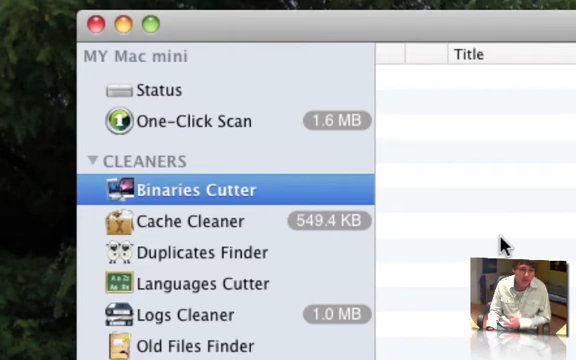 MY Mac mini
Title
Status
One-Click Scan 1.6 MB
CLEANERS
Binaries Cutter
Cache Cleaner 549.4 KB
Duplicates Finder
Languages Cutter
Logs Cleaner 1.0 MB
Old Files Finder